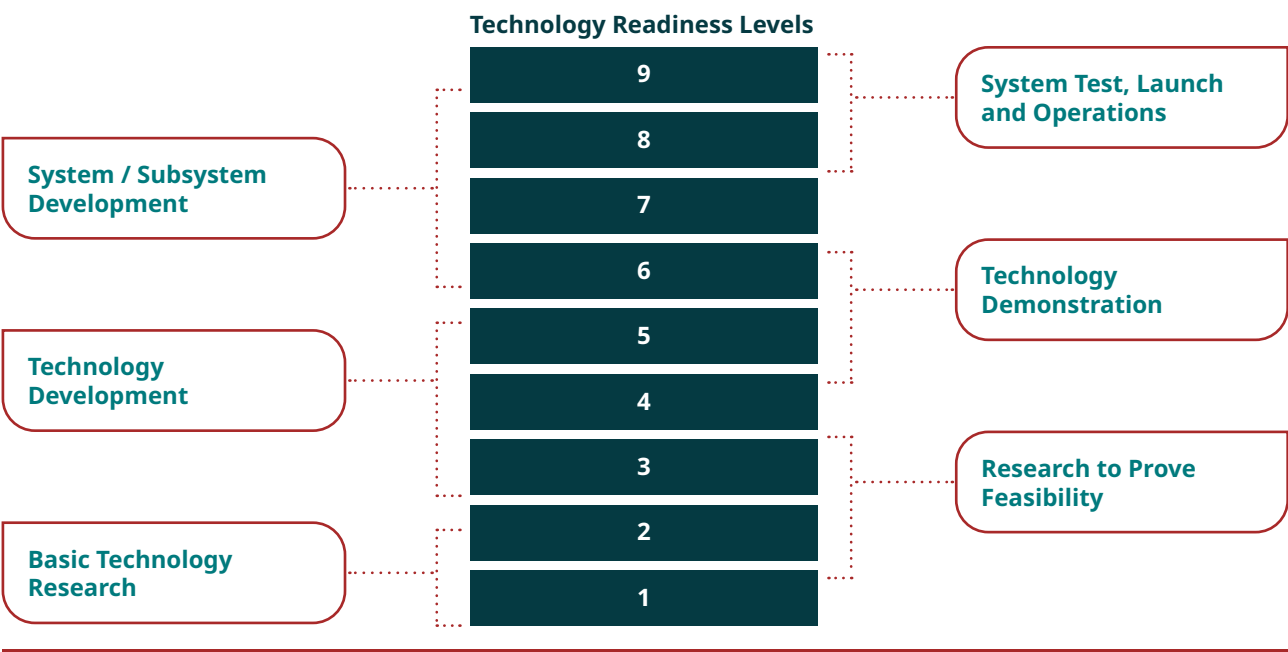 Technology Readiness Levels
9
8
7
6
5
4
3
2
1
System / Subsystem
Development
Technology
Development
Basic Technology
Research
System Test, Launch
and Operations
Technology
Demonstration
Research to Prove
Feasibility